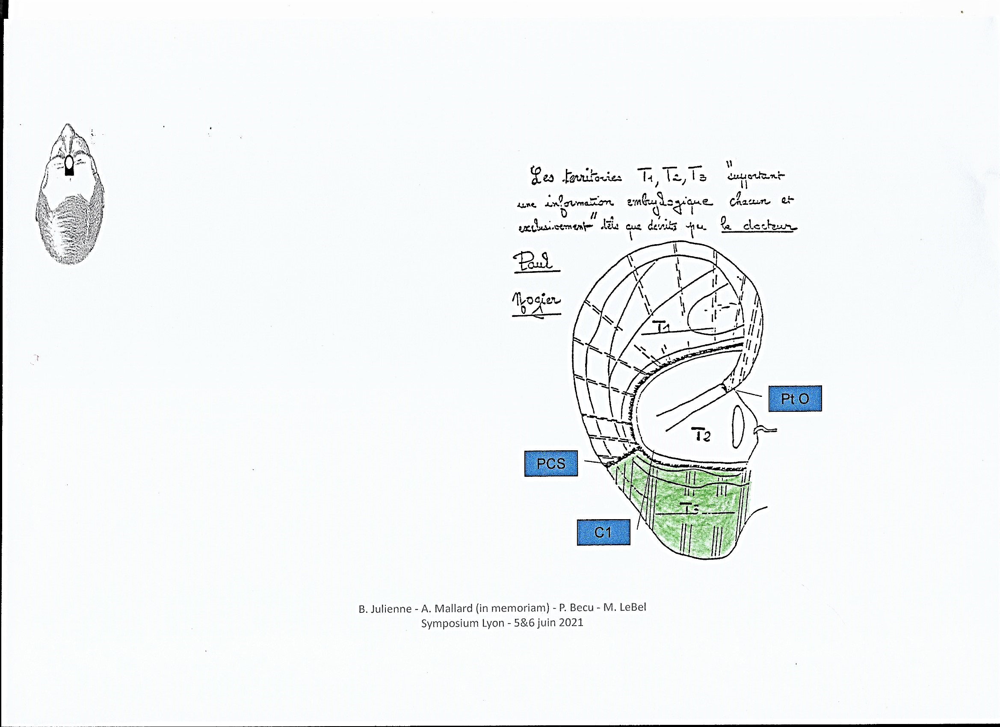 Les territoires T1, T2, T3 "supportant
une information embrylogique chacun et
exclusivement" tels que décrits par le docteur
Paul
Nogier
T1
Pt O
T2
PCS
T3
C1
B. Julienne - A. Mallard (in memoriam) - P. Becu - M. LeBel
Symposium Lyon - 5&6 juin 2021